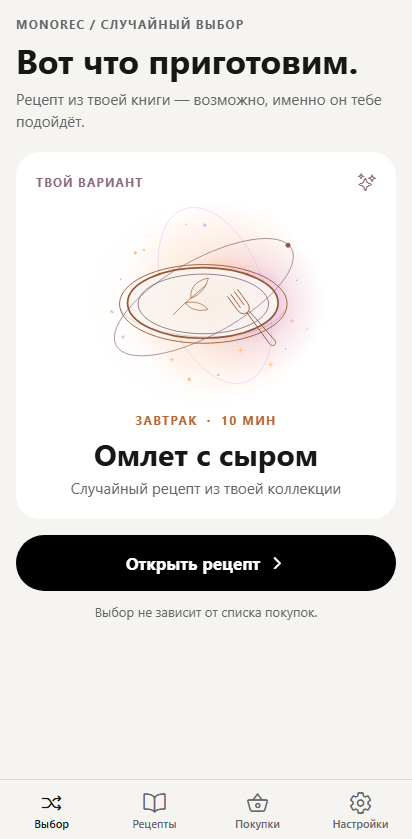 MONOREC / СЛУЧАЙНЫЙ ВЫБОР
Вот что приготовим.
Рецепт из твоей книги — возможно, именно он тебе
подойдёт.
ТВОЙ ВАРИАНТ
ЗАВТРАК · 10 МИН
Омлет с сыром
Случайный рецепт из твоей коллекции
Открыть рецепт
Выбор не зависит от списка покупок.
Выбор
Рецепты
Покупки
Настройки